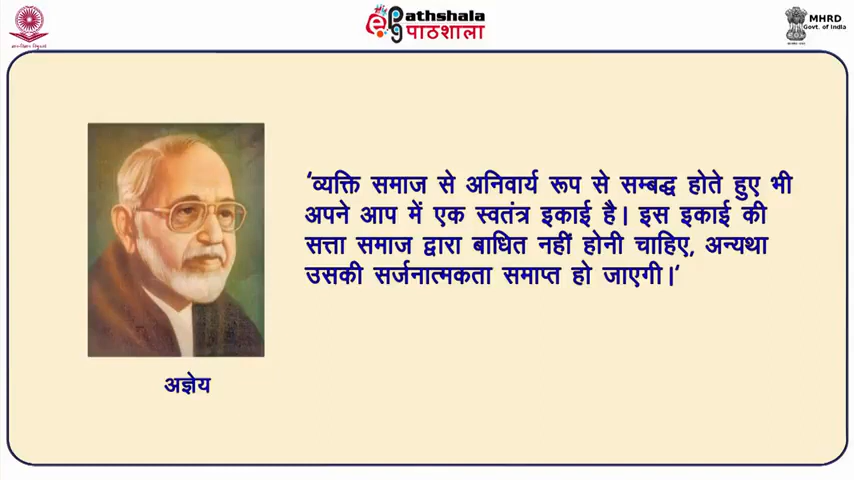 ePathshala
पाठशाला
MHRD
Govt. of India
‘व्यक्ति समाज से अनिवार्य रूप से सम्बद्ध होते हुए भी
अपने आप में एक स्वतंत्र इकाई है। इस इकाई की
सत्ता समाज द्वारा बाधित नहीं होनी चाहिए, अन्यथा
उसकी सर्जनात्मकता समाप्त हो जाएगी।’
अज्ञेय